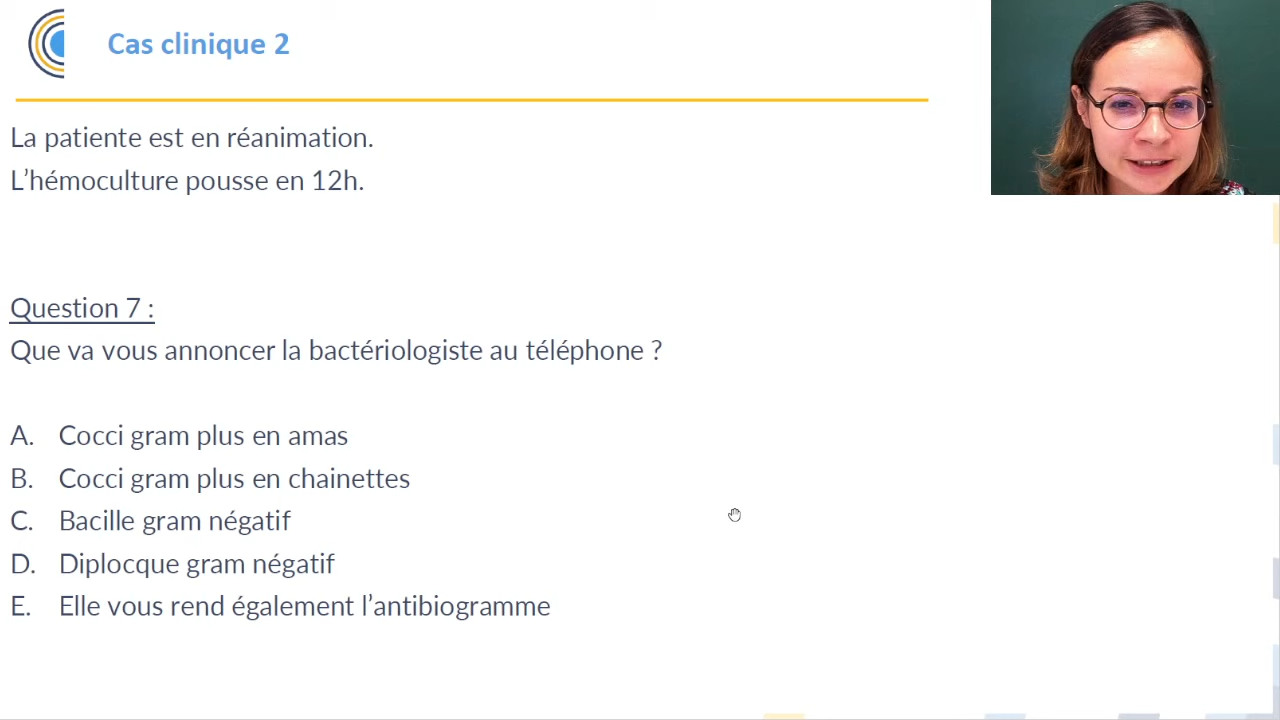 Cas clinique 2
La patiente est en réanimation.
L’hémoculture pousse en 12h.
Question 7 :
Que va vous annoncer la bactériologiste au téléphone ?
A. Cocci gram plus en amas
B. Cocci gram plus en chainettes
C. Bacille gram négatif
D. Diplocque gram négatif
E. Elle vous rend également l’antibiogramme